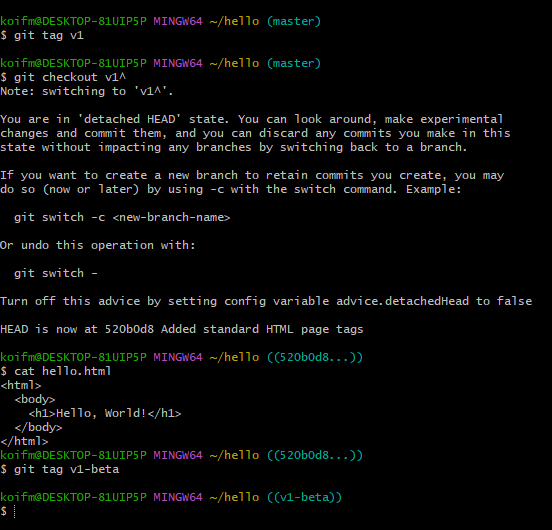 koifm@DESKTOP-81UIP5P MINGW64 ~/hello (master)
$ git tag v1
koifm@DESKTOP-81UIP5P MINGW64 ~/hello (master)
$ git checkout v1^
Note: switching to 'v1^'.
You are in 'detached HEAD' state. You can look around, make experimental
changes and commit them, and you can discard any commits you make in this
state without impacting any branches by switching back to a branch.
If you want to create a new branch to retain commits you create, you may
do so (now or later) by using -c with the switch command. Example:
  git switch -c <new-branch-name>
Or undo this operation with:
  git switch -
Turn off this advice by setting config variable advice.detachedHead to false
HEAD is now at 520b0d8 Added standard HTML page tags
koifm@DESKTOP-81UIP5P MINGW64 ~/hello ((520b0d8...))
$ cat hello.html
<html>
  <body>
    <h1>Hello, World!</h1>
  </body>
</html>
koifm@DESKTOP-81UIP5P MINGW64 ~/hello ((520b0d8...))
$ git tag v1-beta
koifm@DESKTOP-81UIP5P MINGW64 ~/hello ((v1-beta))
$